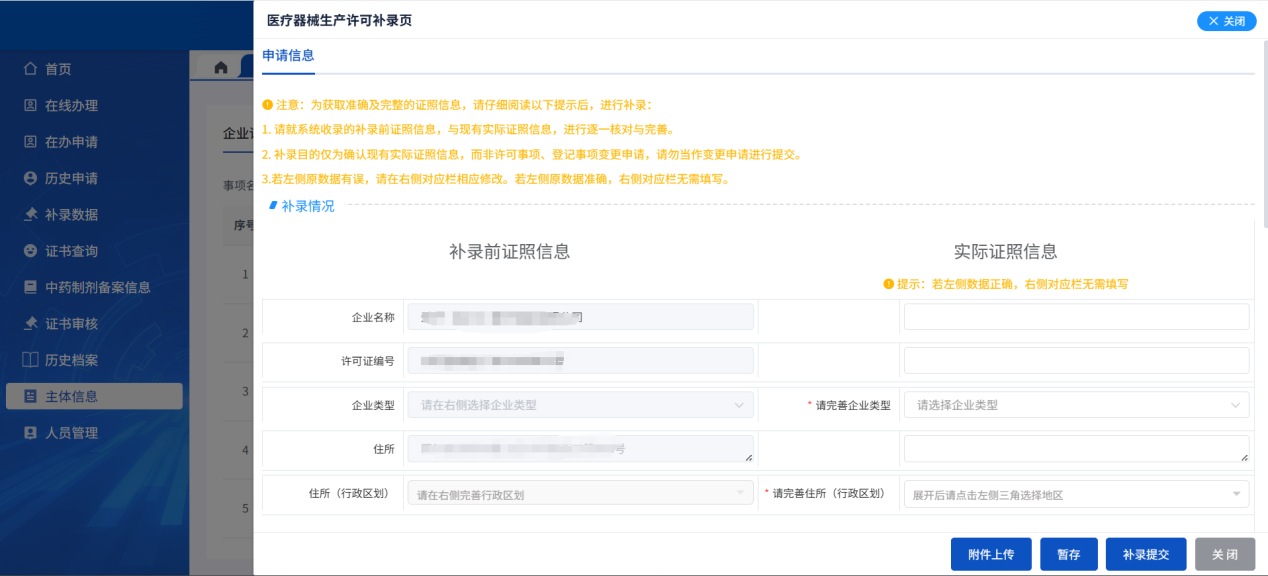 医疗器械生产许可补录页
关闭
首页
在线办理
在办申请
历史申请
补录数据
证书查询
中药制剂备案信息
证书审核
历史档案
主体信息
人员管理
企业
事项名
序号
1
2
3
4
5
申请信息
注意：为获取准确及完整的证照信息，请仔细阅读以下提示后，进行补录：
1. 请就系统收录的补录前证照信息，与现有实际证照信息，进行逐一核对与完善。
2. 补录目的仅为确认现有实际证照信息，而非许可事项、登记事项变更申请，请勿当作变更申请进行提交。
3.若左侧原数据有误，请在右侧对应栏相应修改。若左侧原数据准确，右侧对应栏无需填写。
补录情况
补录前证照信息 实际证照信息
提示：若左侧数据正确，右侧对应栏无需填写
企业名称 司
许可证编号
企业类型 请在右侧选择企业类型 * 请完善企业类型 请选择企业类型
住所 号
住所（行政区划） 请在右侧完善行政区划 * 请完善住所（行政区划） 展开后请点击左侧三角选择地区
附件上传 暂存 补录提交 关 闭